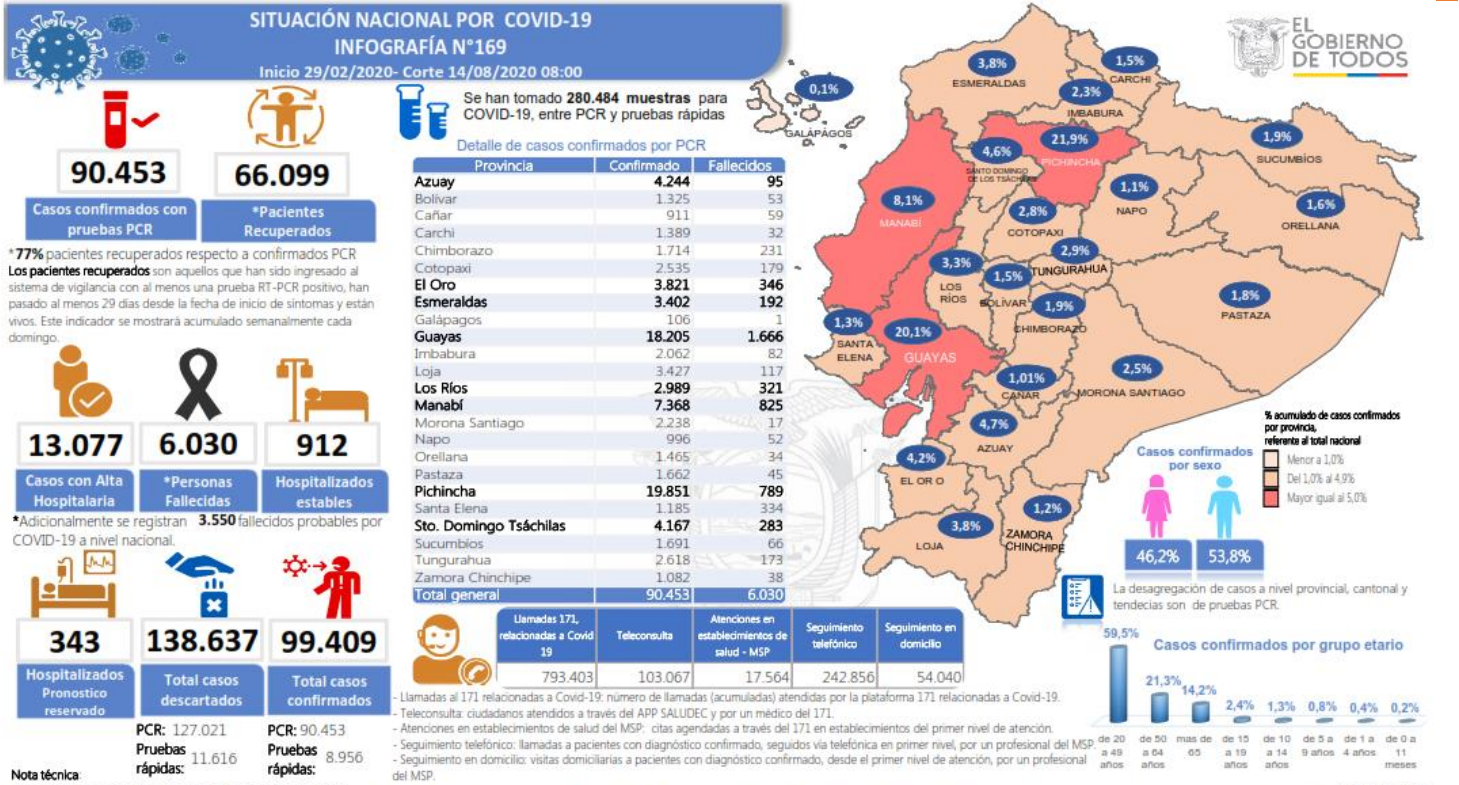 SITUACIÓN NACIONAL POR COVID-19
INFOGRAFÍA N°169
Inicio 29/02/2020- Corte 14/08/2020 08:00
EL
GOBIERNO
DE TODOS
90.453
Casos confirmados con
pruebas PCR
66.099
*Pacientes
Recuperados
*77% pacientes recuperados respecto a confirmados PCR
Los pacientes recuperados son aquellos que han sido ingresado al
sistema de vigilancia con al menos una prueba RT-PCR positivo, han
pasado al menos 29 días desde la fecha de inicio de síntomas y están
vivos. Este indicador se mostrará acumulado semanalmente cada
domingo.
13.077
Casos con Alta
Hospitalaria
6.030
*Personas
Fallecidas
912
Hospitalizados
estables
*Adicionalmente se registran 3.550 fallecidos probables por
COVID-19 a nivel nacional.
343
Hospitalizados
Pronostico
reservado
138.637
Total casos
descartados
PCR: 127.021
Pruebas
rápidas: 11.616
99.409
Total casos
confirmados
PCR: 90.453
Pruebas
rápidas: 8.956
Nota técnica:
Se han tomado 280.484 muestras para
COVID-19, entre PCR y pruebas rápidas
Detalle de casos confirmados por PCR
Provincia Confirmado Fallecidos
Azuay 4.244 95
Bolívar 1.325 53
Cañar 911 59
Carchi 1.389 32
Chimborazo 1.714 231
Cotopaxi 2.535 179
El Oro 3.821 346
Esmeraldas 3.402 192
Galápagos 106 1
Guayas 18.205 1.666
Imbabura 2.062 82
Loja 3.427 117
Los Ríos 2.989 321
Manabí 7.368 825
Morona Santiago 2.238 17
Napo 996 52
Orellana 1.465 34
Pastaza 1.662 45
Pichincha 19.851 789
Santa Elena 1.185 334
Sto. Domingo Tsáchilas 4.167 283
Sucumbios 1.691 66
Tungurahua 2.618 173
Zamora Chinchipe 1.082 38
Total general 90.453 6.030
Llamadas 171,
relacionadas a Covid
19
793.403
Teleconsulta
103.067
Atenciones en
establecimientos de
salud - MSP
17.564
Seguimiento
telefónico
242.856
Seguimiento en
domicilio
54.040
- Llamadas al 171 relacionadas a Covid-19: número de llamadas (acumuladas) atendidas por la plataforma 171 relacionadas a Covid-19.
- Teleconsulta: ciudadanos atendidos a través del APP SALUDEC y por un médico del 171.
- Atenciones en establecimientos de salud del MSP: citas agendadas a través del 171 en establecimientos del primer nivel de atención.
- Seguimiento telefónico: llamadas a pacientes con diagnóstico confirmado, seguidos vía telefónica en primer nivel, por un profesional del MSP
- Seguimiento en domicilio: visitas domiciliarias a pacientes con diagnóstico confirmado, desde el primer nivel de atención, por un profesional
del MSP.
0,1%
GALÁPAGOS
3,8%
ESMERALDAS
1,5%
CARCHI
2,3%
IMBABURA
1,9%
SUCUMBÍOS
21,9%
PICHINCHA
4,6%
SANTO DOMINGO
DE LOS TSÁCHILAS
8,1%
MANABÍ
1,1%
NAPO
1,6%
ORELLANA
2,8%
COTOPAXI
2,9%
TUNGURAHUA
3,3%
LOS
RÍOS
1,5%
BOLÍVAR
1,9%
CHIMBORAZO
1,8%
PASTAZA
1,3%
SANTA
ELENA
20,1%
GUAYAS
1,01%
CAÑAR
2,5%
MORONA SANTIAGO
4,7%
AZUAY
4,2%
EL OR O
3,8%
LOJA
1,2%
ZAMORA
CHINCHIPE
% acumulado de casos confirmados
por provincia,
referente al total nacional
Menor a 1,0%
Del 1,0% al 4,9%
Mayor igual al 5,0%
Casos confirmados
por sexo
46,2%
53,8%
La desagregación de casos a nivel provincial, cantonal y
tendecias son de pruebas PCR.
Casos confirmados por grupo etario
59,5%
21,3%
14,2%
2,4%
1,3%
0,8%
0,4%
0,2%
de 20
a 49
años
de 50
a 64
años
mas de
65
de 15
a 19
años
de 10
a 14
años
de 5 a
9 años
de 1 a
4 años
de 0 a
11
meses